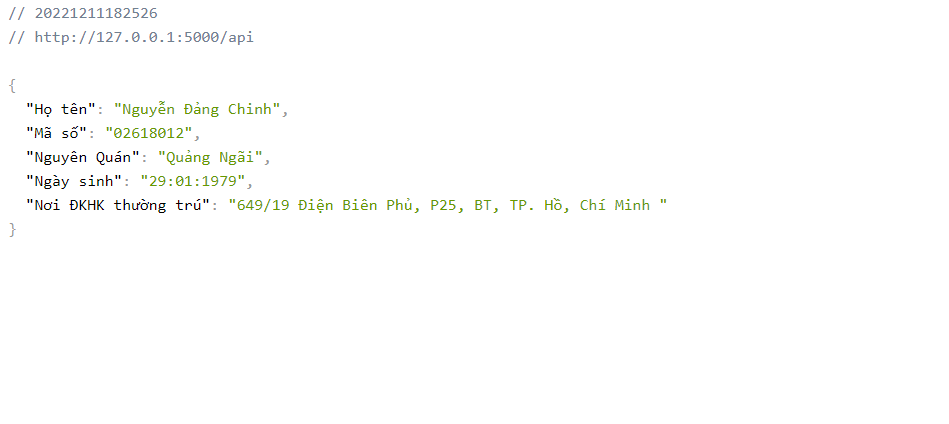 // 20221211182526
// http://127.0.0.1:5000/api
{
"Họ tên": "Nguyễn Đảng Chinh",
"Mã số": "02618012",
"Nguyên Quán": "Quảng Ngãi",
"Ngày sinh": "29:01:1979",
"Nơi ĐKHK thường trú": "649/19 Điện Biên Phủ, P25, BT, TP. Hồ, Chí Minh "
}